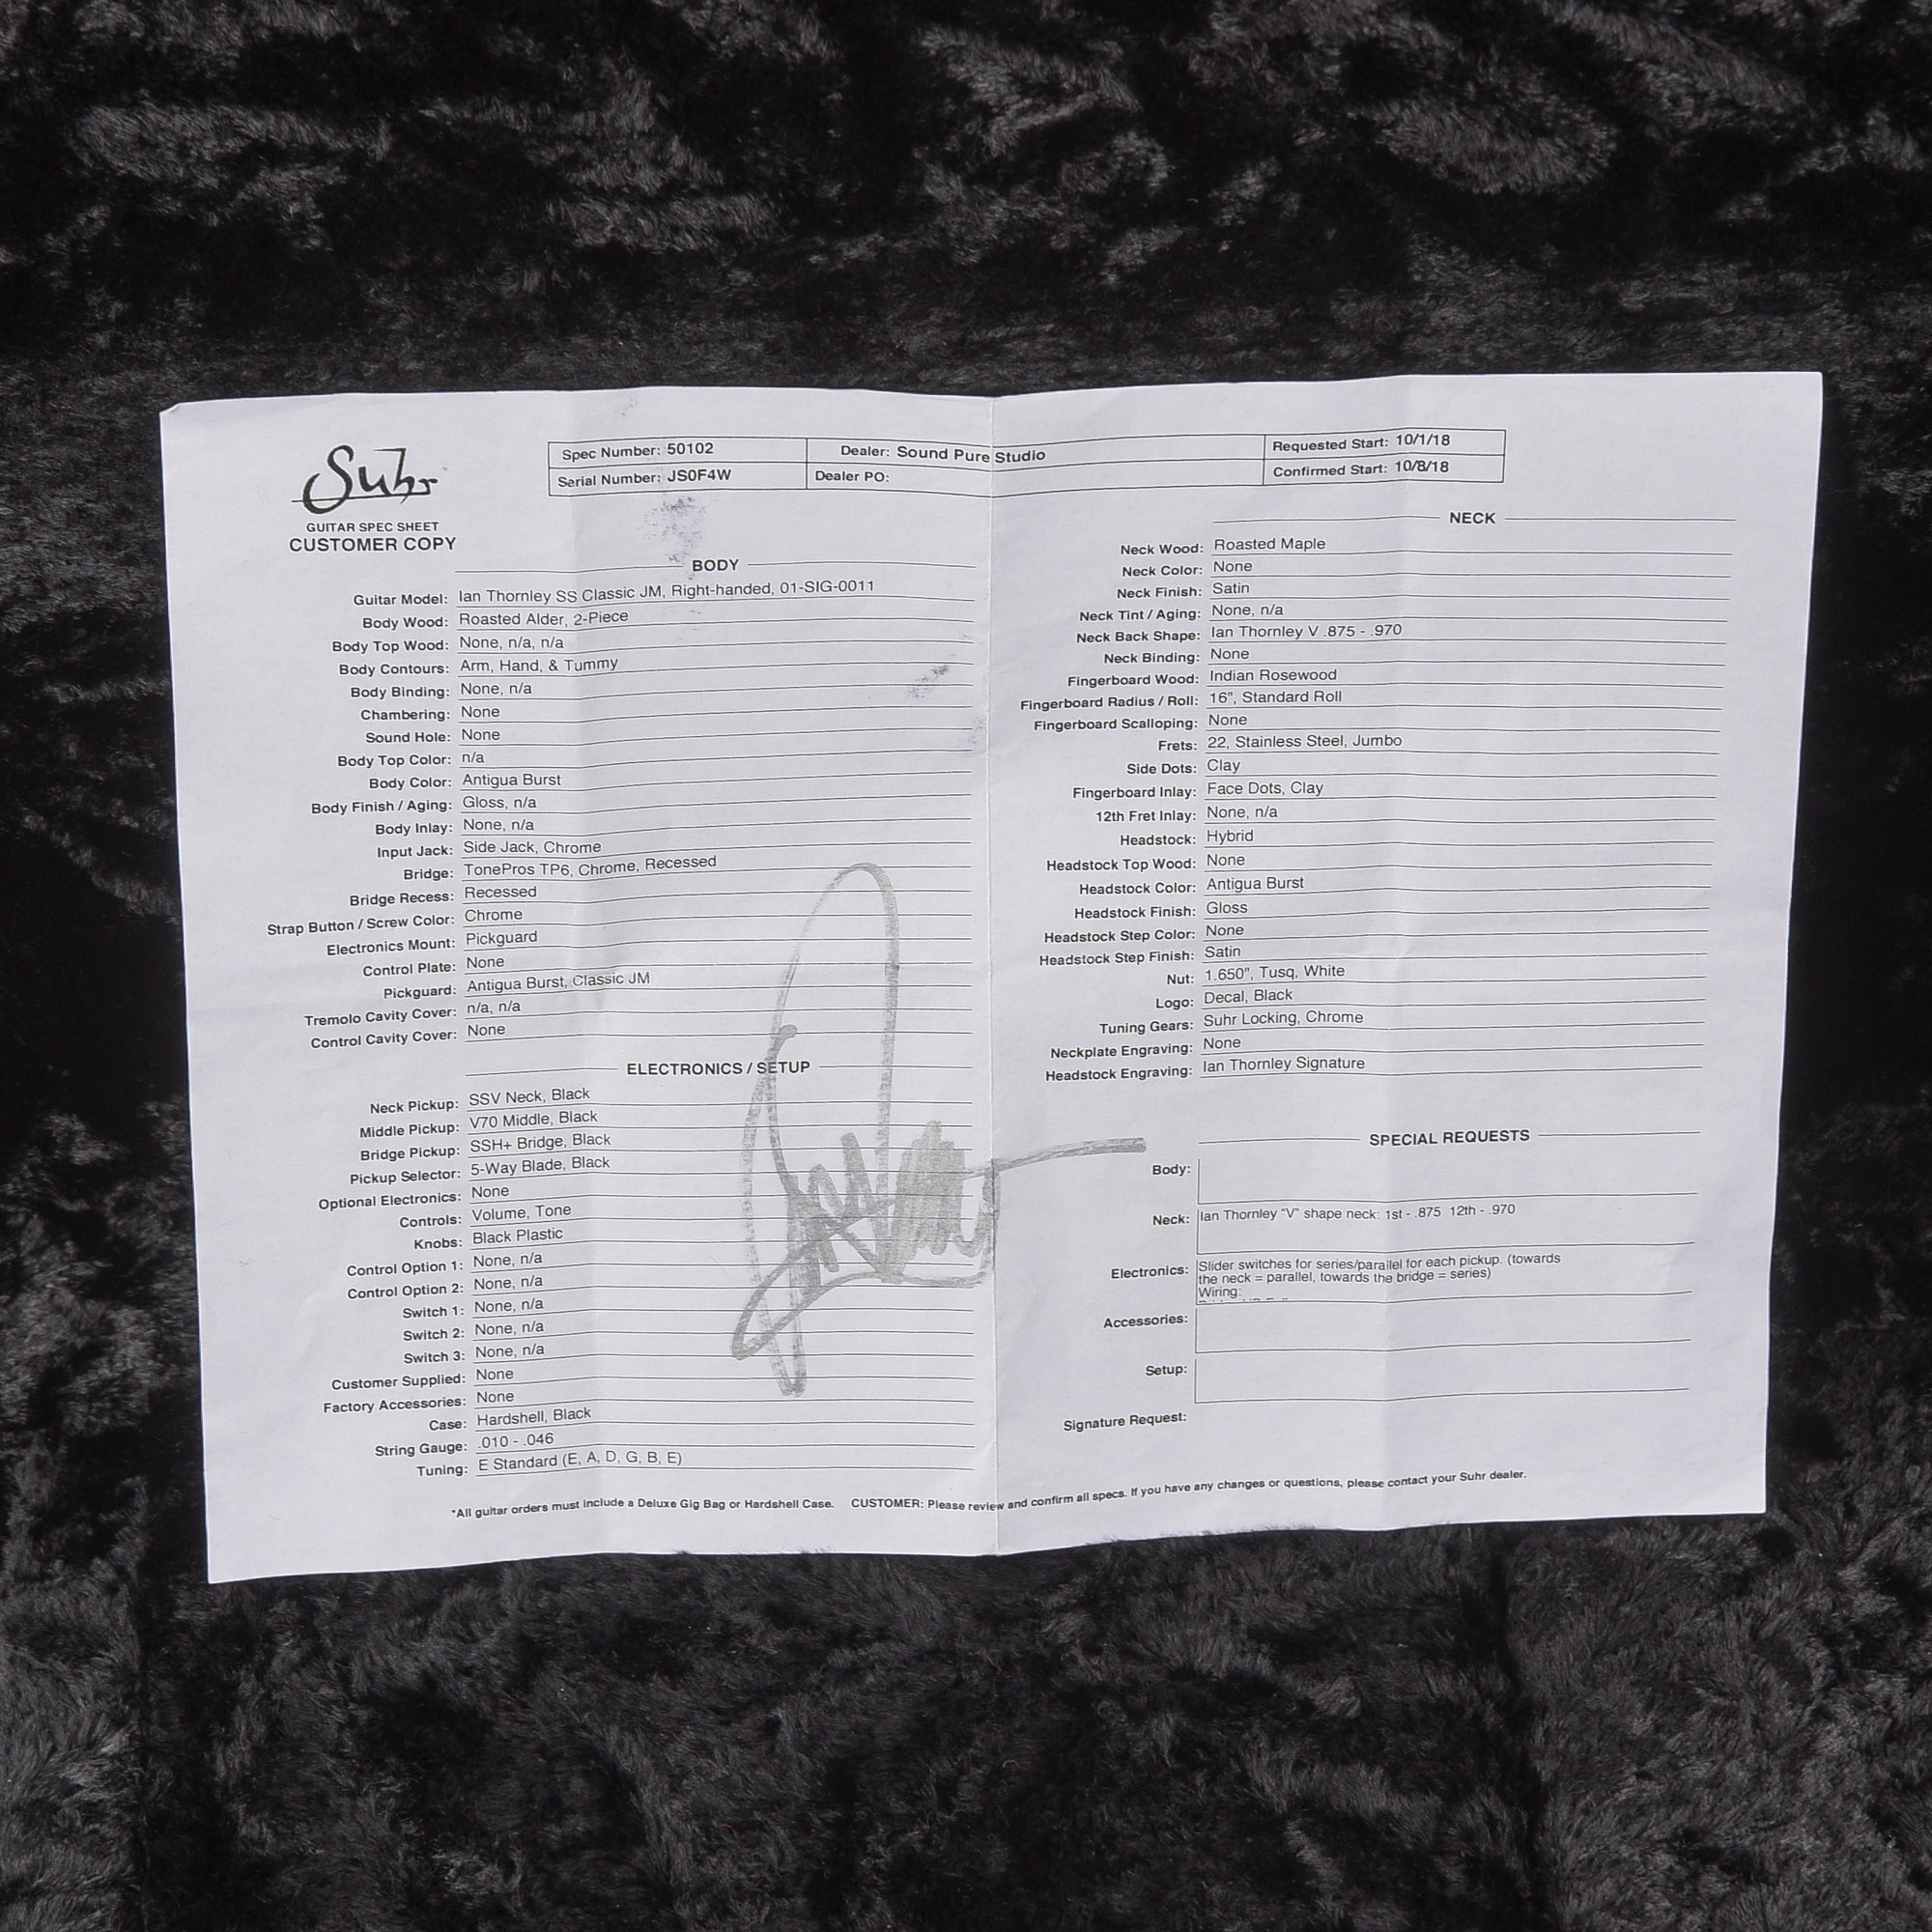 Suhr
GUITAR SPEC SHEET
CUSTOMER COPY
Spec Number: 50102
Serial Number: JS0F4W
Dealer: Sound Pure Studio
Dealer PO:
Requested Start: 10/1/18
Confirmed Start: 10/8/18
BODY
Guitar Model: Ian Thornley SS Classic JM, Right-handed, 01-SIG-0011
Body Wood: Roasted Alder, 2-Piece
Body Top Wood: None, n/a, n/a
Body Contours: Arm, Hand, & Tummy
Body Binding: None, n/a
Chambering: None
Sound Hole: None
Body Top Color: n/a
Body Color: Antigua Burst
Body Finish / Aging: Gloss, n/a
Body Inlay: None, n/a
Input Jack: Side Jack, Chrome
Bridge: TonePros TP6, Chrome, Recessed
Bridge Recess: Recessed
Strap Button / Screw Color: Chrome
Electronics Mount: Pickguard
Control Plate: None
Pickguard: Antigua Burst, Classic JM
Tremolo Cavity Cover: n/a, n/a
Control Cavity Cover: None
ELECTRONICS / SETUP
Neck Pickup: SSV Neck, Black
Middle Pickup: V70 Middle, Black
Bridge Pickup: SSH+ Bridge, Black
Pickup Selector: 5-Way Blade, Black
Optional Electronics: None
Controls: Volume, Tone
Knobs: Black Plastic
Control Option 1: None, n/a
Control Option 2: None, n/a
Switch 1: None, n/a
Switch 2: None, n/a
Switch 3: None, n/a
Customer Supplied: None
Factory Accessories: None
Case: Hardshell, Black
String Gauge: .010 - .046
Tuning: E Standard (E, A, D, G, B, E)
NECK
Neck Wood: Roasted Maple
Neck Color: None
Neck Finish: Satin
Neck Tint / Aging: None, n/a
Neck Back Shape: Ian Thornley V .875 - .970
Neck Binding: None
Fingerboard Wood: Indian Rosewood
Fingerboard Radius / Roll: 16", Standard Roll
Fingerboard Scalloping: None
Frets: 22, Stainless Steel, Jumbo
Side Dots: Clay
Fingerboard Inlay: Face Dots, Clay
12th Fret Inlay: None, n/a
Headstock: Hybrid
Headstock Top Wood: None
Headstock Color: Antigua Burst
Headstock Finish: Gloss
Headstock Step Color: None
Headstock Step Finish: Satin
Nut: 1.650", Tusq, White
Logo: Decal, Black
Tuning Gears: Suhr Locking, Chrome
Neckplate Engraving: None
Headstock Engraving: Ian Thornley Signature
SPECIAL REQUESTS
Body:
Neck: Ian Thornley "V" shape neck: 1st - .875 12th - .970
Electronics: Slider switches for series/parallel for each pickup. (towards
the neck = parallel, towards the bridge = series)
Wiring:
Accessories:
Setup:
Signature Request:
*All guitar orders must include a Deluxe Gig Bag or Hardshell Case. CUSTOMER: Please review and confirm all specs. If you have any changes or questions, please contact your Suhr dealer.